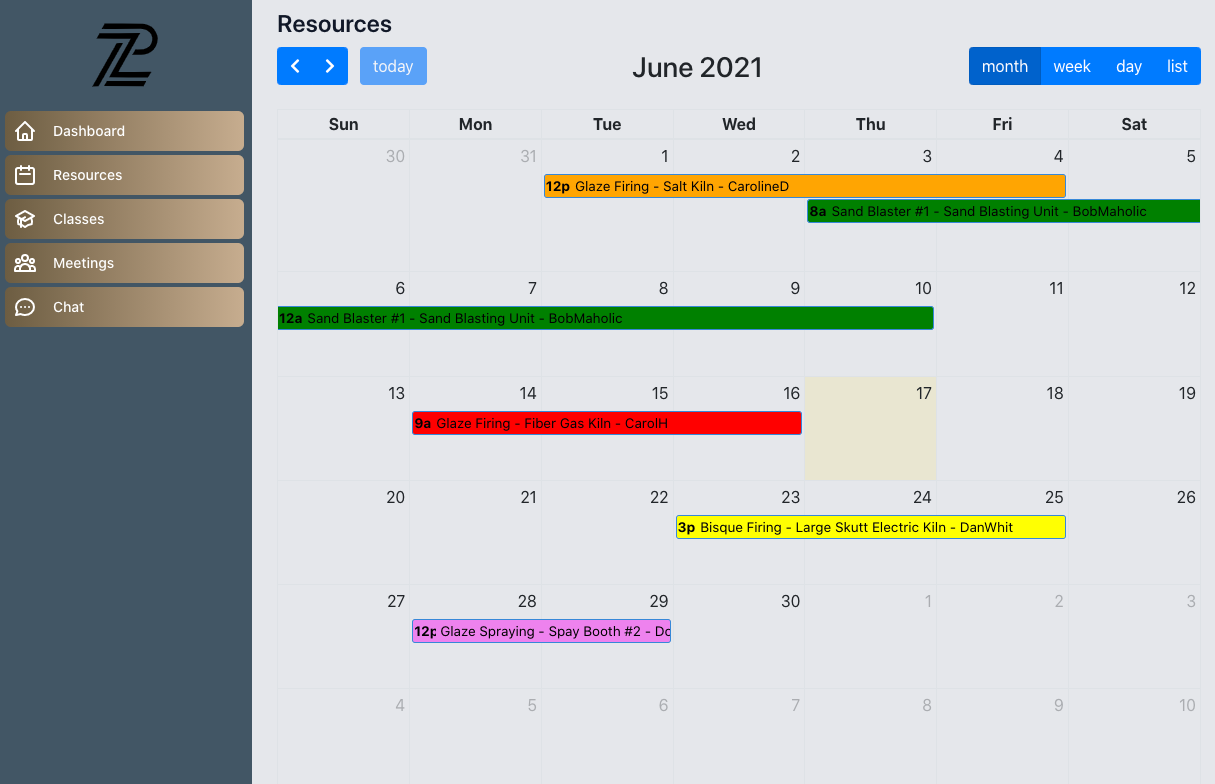 Resources
today
June 2021
month week day list
Dashboard
Resources
Classes
Meetings
Chat
Sun Mon Tue Wed Thu Fri Sat
30 31 1 2 3 4 5
12p Glaze Firing - Salt Kiln - CarolineD
8a Sand Blaster #1 - Sand Blasting Unit - BobMaholic
6 7 8 9 10 11 12
12a Sand Blaster #1 - Sand Blasting Unit - BobMaholic
13 14 15 16 17 18 19
9a Glaze Firing - Fiber Gas Kiln - CarolH
20 21 22 23 24 25 26
3p Bisque Firing - Large Skutt Electric Kiln - DanWhit
27 28 29 30 1 2 3
12p Glaze Spraying - Spay Booth #2 -
4 5 6 7 8 9 10